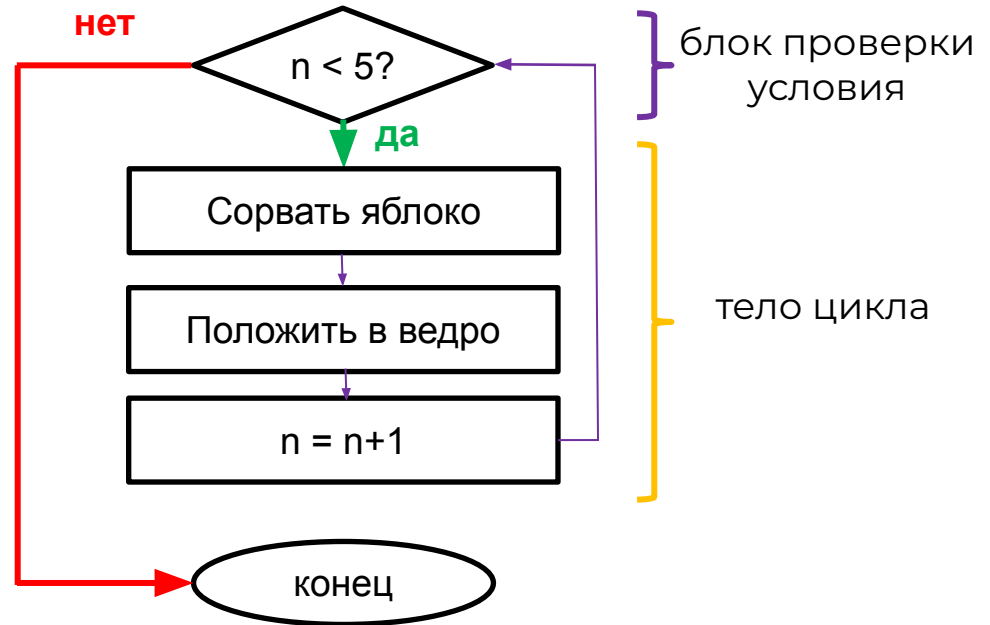 нет
n < 5?
блок проверки
условия
да
Сорвать яблоко
Положить в ведро
тело цикла
n = n+1
конец